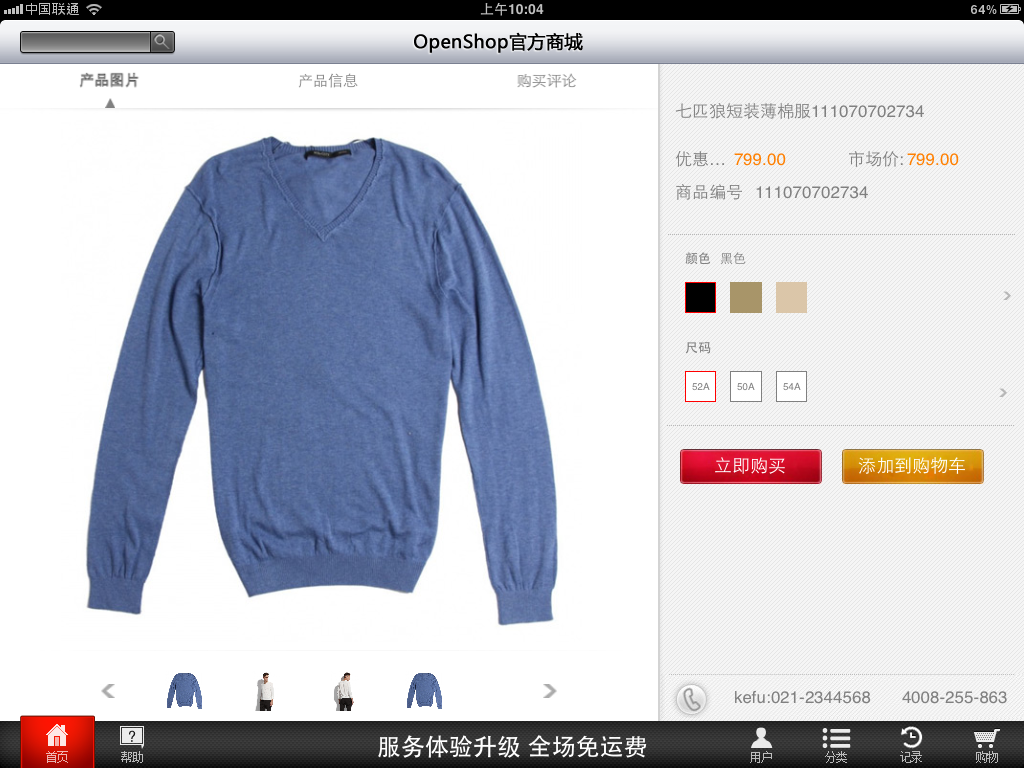 中国联通
上午10:04
64%
OpenShop官方商城
产品图片
产品信息
购买评论
七匹狼短装薄棉服111070702734
优惠… 799.00
市场价: 799.00
商品编号 111070702734
颜色 黑色
尺码
52A
50A
54A
立即购买
添加到购物车
kefu:021-2344568
4008-255-863
首页
?
帮助
服务体验升级 全场免运费
用户
分类
记录
购物